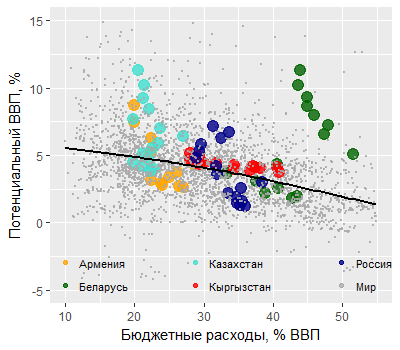 Потенциальный ВВП, %
15
10
5
0
-5
Армения
Казахстан
Россия
Беларусь
Кыргызстан
Мир
10 20 30 40 50
Бюджетные расходы, % ВВП